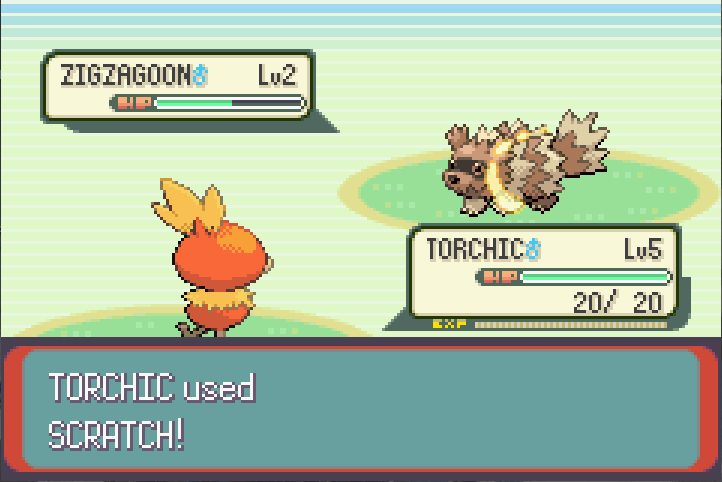 ZIGZAGOON♂ Lv2
HP
TORCHIC♂ Lv5
HP
20/ 20
EXP
TORCHIC used
SCRATCH!